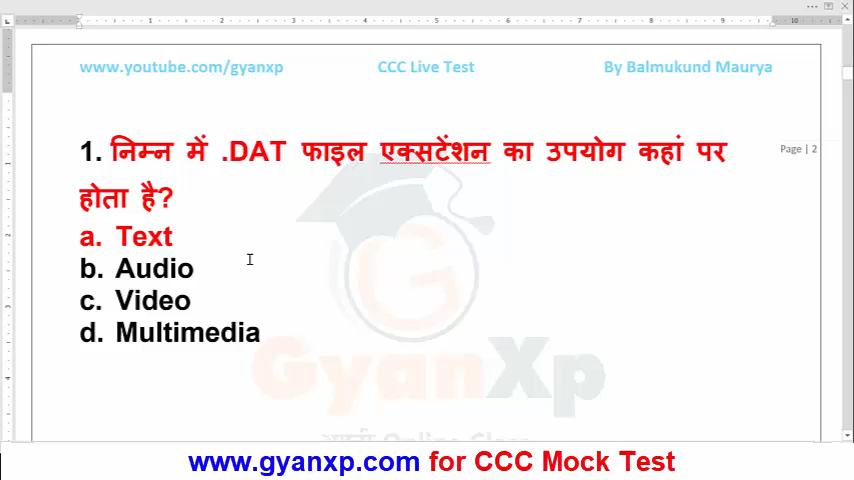 www.youtube.com/gyanxp CCC Live Test By Balmukund Maurya
1. निम्न में .DAT फाइल एक्सटेंशन का उपयोग कहां पर
Page | 2
होता है?
a. Text
b. Audio
c. Video
d. Multimedia
GyanXp
www.gyanxp.com for CCC Mock Test